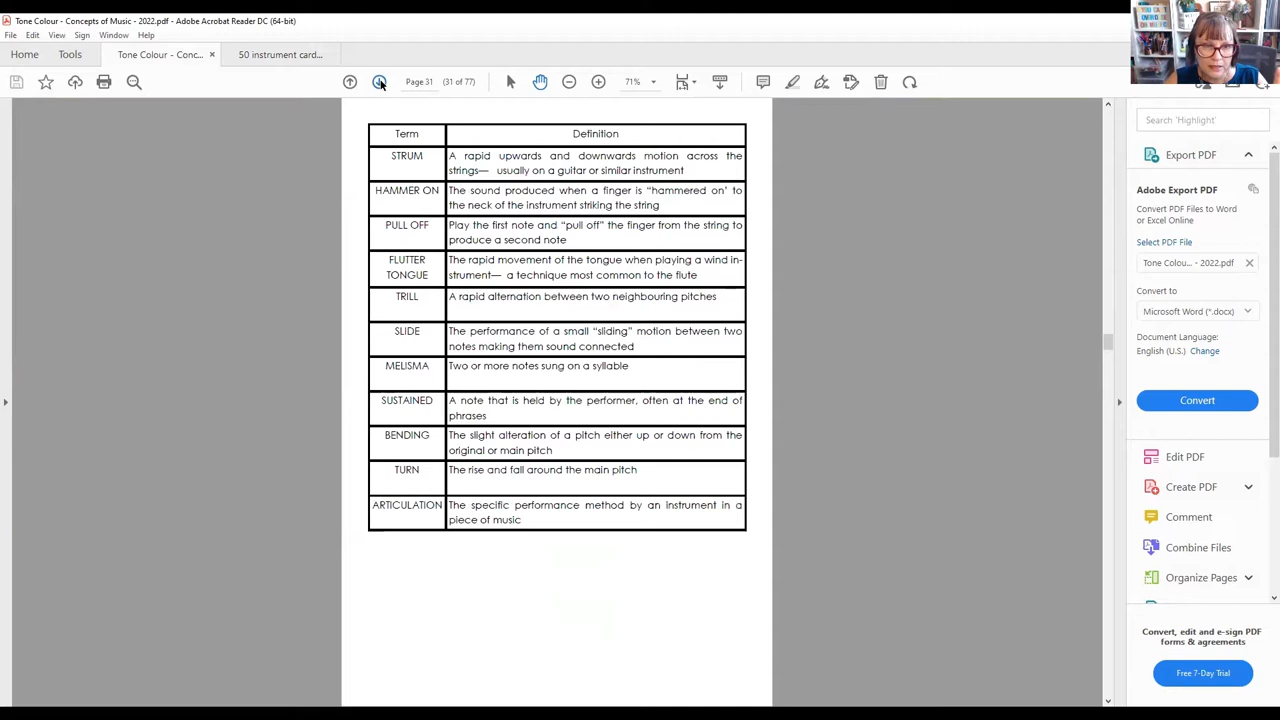 Tone Colour - Concepts of Music - 2022.pdf - Adobe Acrobat Reader DC (64-bit)
File Edit View Sign Window Help
Home Tools Tone Colour - Conc... × 50 instrument card...
Page 31 (31 of 77) 71%
Term Definition
STRUM A rapid upwards and downwards motion across the
strings— usually on a guitar or similar instrument
HAMMER ON The sound produced when a finger is “hammered on’ to
the neck of the instrument striking the string
PULL OFF Play the first note and “pull off” the finger from the string to
produce a second note
FLUTTER The rapid movement of the tongue when playing a wind in-
TONGUE strument— a technique most common to the flute
TRILL A rapid alternation between two neighbouring pitches
SLIDE The performance of a small “sliding” motion between two
notes making them sound connected
MELISMA Two or more notes sung on a syllable
SUSTAINED A note that is held by the performer, often at the end of
phrases
BENDING The slight alteration of a pitch either up or down from the
original or main pitch
TURN The rise and fall around the main pitch
ARTICULATION The specific performance method by an instrument in a
piece of music
Search 'Highlight'
Export PDF
Adobe Export PDF
Convert PDF Files to Word
or Excel Online
Select PDF File
Tone Colou... - 2022.pdf
Convert to
Microsoft Word (*.docx)
Document Language:
English (U.S.) Change
Convert
Edit PDF
Create PDF
Comment
Combine Files
Organize Pages
Convert, edit and e-sign PDF
forms & agreements
Free 7-Day Trial